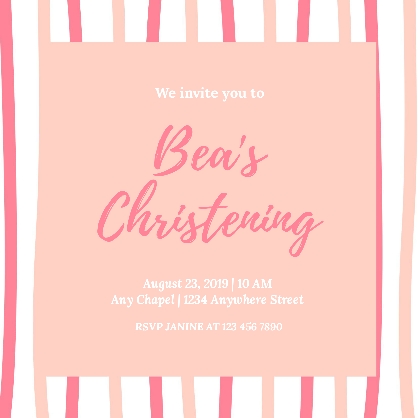 We invite you to
Bea's
Christening
August 23, 2019 | 10 AM
Any Chapel | 1234 Anywhere Street
RSVP JANINE AT 123 456 7890